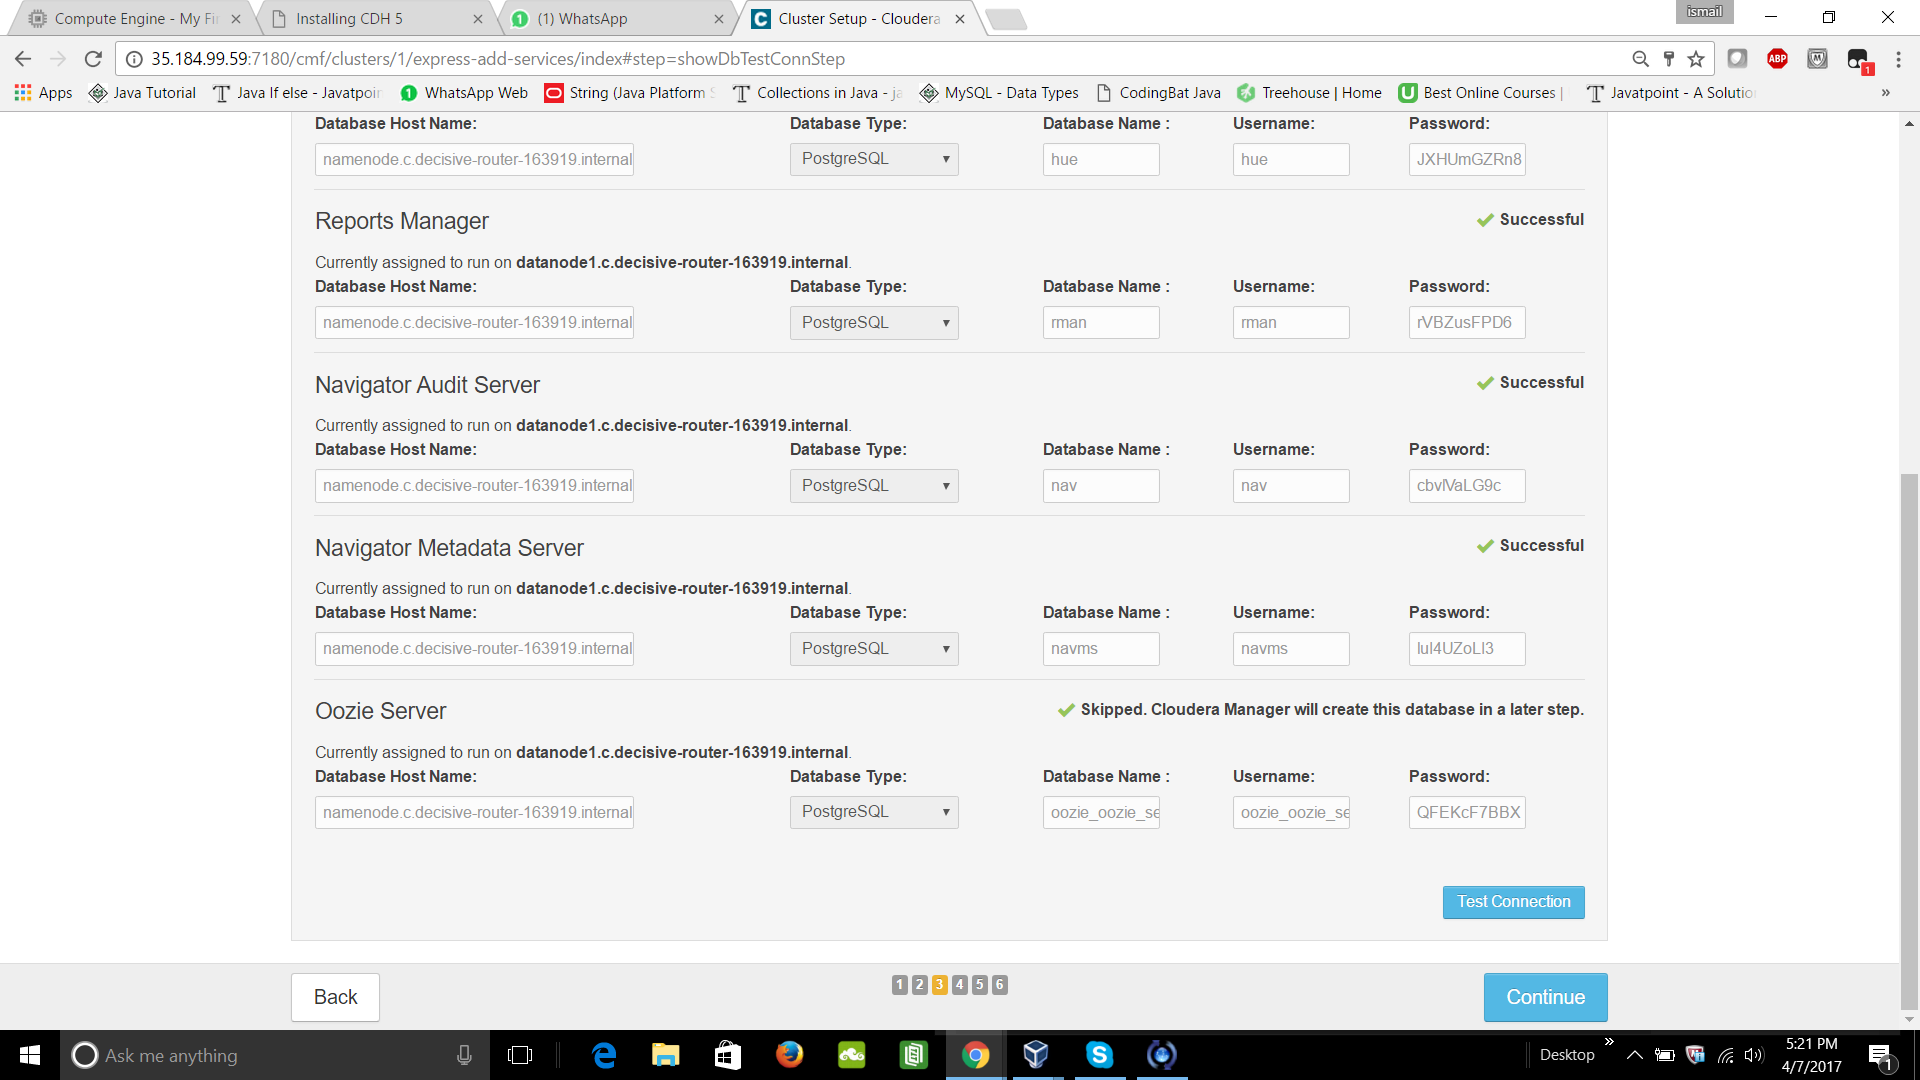 Compute Engine - My Fi
Installing CDH 5
(1) WhatsApp
Cluster Setup - Cloudera
ismail
35.184.99.59:7180/cmf/clusters/1/express-add-services/index#step=showDbTestConnStep
ABP
1
Apps
Java Tutorial
Java If else - Javatpoin
WhatsApp Web
String (Java Platform S
Collections in Java - ja
MySQL - Data Types
CodingBat Java
Treehouse | Home
Best Online Courses |
Javatpoint - A Solutio
»
Database Host Name: Database Type: Database Name : Username: Password:
namenode.c.decisive-router-163919.internal PostgreSQL hue hue JXHUmGZRn8
Reports Manager Successful
Currently assigned to run on datanode1.c.decisive-router-163919.internal.
Database Host Name: Database Type: Database Name : Username: Password:
namenode.c.decisive-router-163919.internal PostgreSQL rman rman rVBZusFPD6
Navigator Audit Server Successful
Currently assigned to run on datanode1.c.decisive-router-163919.internal.
Database Host Name: Database Type: Database Name : Username: Password:
namenode.c.decisive-router-163919.internal PostgreSQL nav nav
Navigator Metadata Server Successful
Currently assigned to run on datanode1.c.decisive-router-163919.internal.
Database Host Name: Database Type: Database Name : Username: Password:
namenode.c.decisive-router-163919.internal PostgreSQL navms navms
Oozie Server Skipped. Cloudera Manager will create this database in a later step.
Currently assigned to run on datanode1.c.decisive-router-163919.internal.
Database Host Name: Database Type: Database Name : Username: Password:
namenode.c.decisive-router-163919.internal PostgreSQL oozie_oozie_se oozie_oozie_se QFEKcF7BBX
Test Connection
Back
1 2 3 4 5 6
Continue
Ask me anything
Desktop
»
5:21 PM
4/7/2017
1